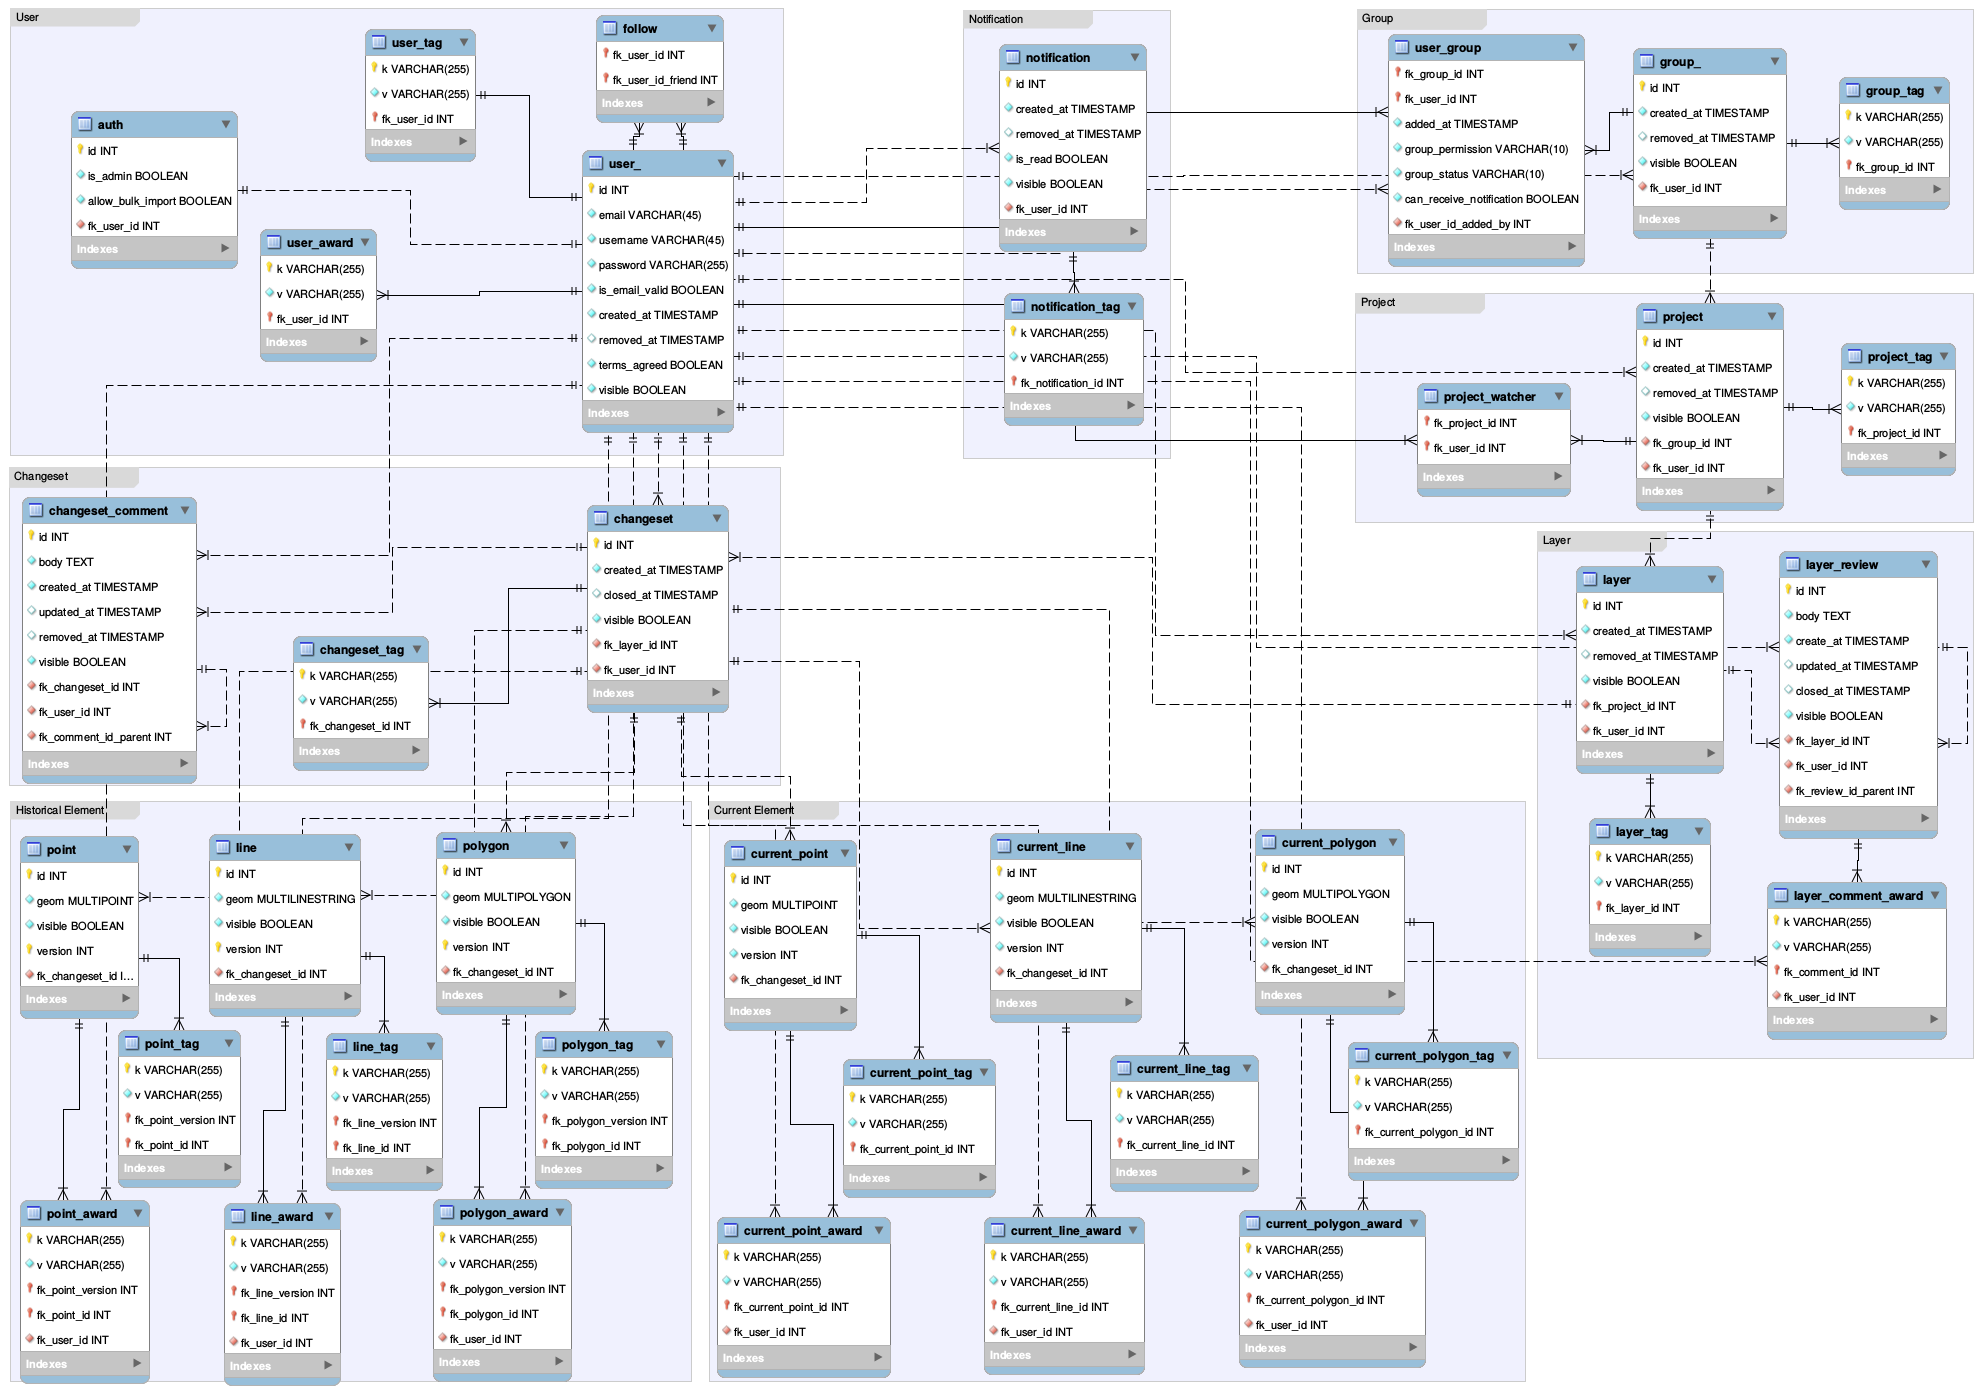 User
user_tag
k VARCHAR(255)
v VARCHAR(255)
fk_user_id INT
Indexes
follow
fk_user_id INT
fk_user_id_friend INT
Indexes
auth
id INT
is_admin BOOLEAN
allow_bulk_import BOOLEAN
fk_user_id INT
Indexes
user_award
k VARCHAR(255)
v VARCHAR(255)
fk_user_id INT
Indexes
user_
id INT
email VARCHAR(45)
username VARCHAR(45)
password VARCHAR(255)
is_email_valid BOOLEAN
created_at TIMESTAMP
removed_at TIMESTAMP
terms_agreed BOOLEAN
visible BOOLEAN
Indexes
Notification
notification
id INT
created_at TIMESTAMP
removed_at TIMESTAMP
is_read BOOLEAN
visible BOOLEAN
fk_user_id INT
Indexes
notification_tag
k VARCHAR(255)
v VARCHAR(255)
fk_notification_id INT
Indexes
Group
user_group
fk_group_id INT
fk_user_id INT
added_at TIMESTAMP
group_permission VARCHAR(10)
group_status VARCHAR(10)
can_receive_notification BOOLEAN
fk_user_id_added_by INT
Indexes
group_
id INT
created_at TIMESTAMP
removed_at TIMESTAMP
visible BOOLEAN
fk_user_id INT
Indexes
group_tag
k VARCHAR(255)
v VARCHAR(255)
fk_group_id INT
Indexes
Project
project_watcher
fk_project_id INT
fk_user_id INT
Indexes
project
id INT
created_at TIMESTAMP
removed_at TIMESTAMP
visible BOOLEAN
fk_group_id INT
fk_user_id INT
Indexes
project_tag
k VARCHAR(255)
v VARCHAR(255)
fk_project_id INT
Indexes
Changeset
changeset_comment
id INT
body TEXT
created_at TIMESTAMP
updated_at TIMESTAMP
removed_at TIMESTAMP
visible BOOLEAN
fk_changeset_id INT
fk_user_id INT
fk_comment_id_parent INT
Indexes
changeset_tag
k VARCHAR(255)
v VARCHAR(255)
fk_changeset_id INT
Indexes
changeset
id INT
created_at TIMESTAMP
closed_at TIMESTAMP
visible BOOLEAN
fk_layer_id INT
fk_user_id INT
Indexes
Layer
layer
id INT
created_at TIMESTAMP
removed_at TIMESTAMP
visible BOOLEAN
fk_project_id INT
fk_user_id INT
Indexes
layer_review
id INT
body TEXT
create_at TIMESTAMP
updated_at TIMESTAMP
closed_at TIMESTAMP
visible BOOLEAN
fk_layer_id INT
fk_user_id INT
fk_review_id_parent INT
Indexes
layer_tag
k VARCHAR(255)
v VARCHAR(255)
fk_layer_id INT
Indexes
layer_comment_award
k VARCHAR(255)
v VARCHAR(255)
fk_comment_id INT
fk_user_id INT
Indexes
Historical Element
point
id INT
geom MULTIPOINT
visible BOOLEAN
version INT
fk_changeset_id I...
Indexes
line
id INT
geom MULTILINESTRING
visible BOOLEAN
version INT
fk_changeset_id INT
Indexes
polygon
id INT
geom MULTIPOLYGON
visible BOOLEAN
version INT
fk_changeset_id INT
Indexes
point_tag
k VARCHAR(255)
v VARCHAR(255)
fk_point_version INT
fk_point_id INT
Indexes
line_tag
k VARCHAR(255)
v VARCHAR(255)
fk_line_version INT
fk_line_id INT
Indexes
polygon_tag
k VARCHAR(255)
v VARCHAR(255)
fk_polygon_version INT
fk_polygon_id INT
Indexes
point_award
k VARCHAR(255)
v VARCHAR(255)
fk_point_version INT
fk_point_id INT
fk_user_id INT
Indexes
line_award
k VARCHAR(255)
v VARCHAR(255)
fk_line_version INT
fk_line_id INT
fk_user_id INT
Indexes
polygon_award
k VARCHAR(255)
v VARCHAR(255)
fk_polygon_version INT
fk_polygon_id INT
fk_user_id INT
Indexes
Current Element
current_point
id INT
geom MULTIPOINT
visible BOOLEAN
version INT
fk_changeset_id INT
Indexes
current_line
id INT
geom MULTILINESTRING
visible BOOLEAN
version INT
fk_changeset_id INT
Indexes
current_polygon
id INT
geom MULTIPOLYGON
visible BOOLEAN
version INT
fk_changeset_id INT
Indexes
current_point_tag
k VARCHAR(255)
v VARCHAR(255)
fk_current_point_id INT
Indexes
current_line_tag
k VARCHAR(255)
v VARCHAR(255)
fk_current_line_id INT
Indexes
current_polygon_tag
k VARCHAR(255)
v VARCHAR(255)
fk_current_polygon_id INT
Indexes
current_point_award
k VARCHAR(255)
v VARCHAR(255)
fk_current_point_id INT
fk_user_id INT
Indexes
current_line_award
k VARCHAR(255)
v VARCHAR(255)
fk_current_line_id INT
fk_user_id INT
Indexes
current_polygon_award
k VARCHAR(255)
v VARCHAR(255)
fk_current_polygon_id INT
fk_user_id INT
Indexes